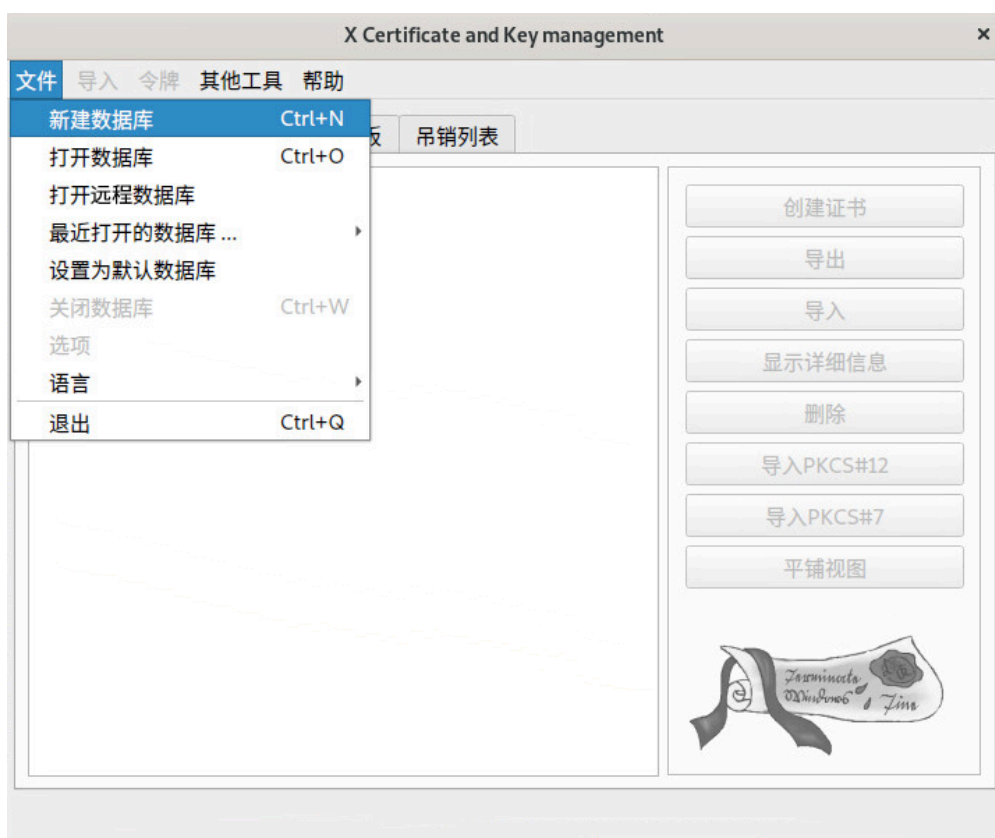 X Certificate and Key management ×
文件 导入 令牌 其他工具 帮助
新建数据库 Ctrl+N
打开数据库 Ctrl+O
打开远程数据库
最近打开的数据库 ...
设置为默认数据库
关闭数据库 Ctrl+W
选项
语言
退出 Ctrl+Q
吊销列表
创建证书
导出
导入
显示详细信息
删除
导入PKCS#12
导入PKCS#7
平铺视图